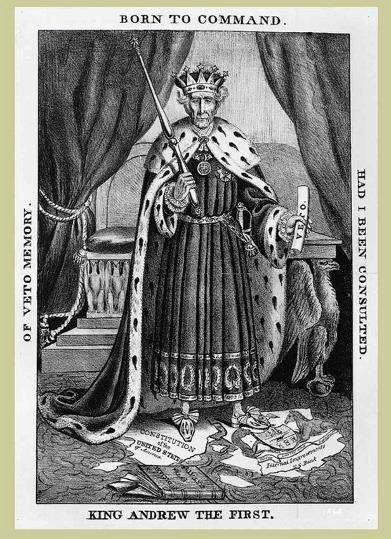 BORN TO COMMAND.
OF VETO MEMORY.
HAD I BEEN CONSULTED.
VETO
CONSTITUTION
of the
UNITED STATES
of America
Internal Improvements
U.S. Bank
KING ANDREW THE FIRST.